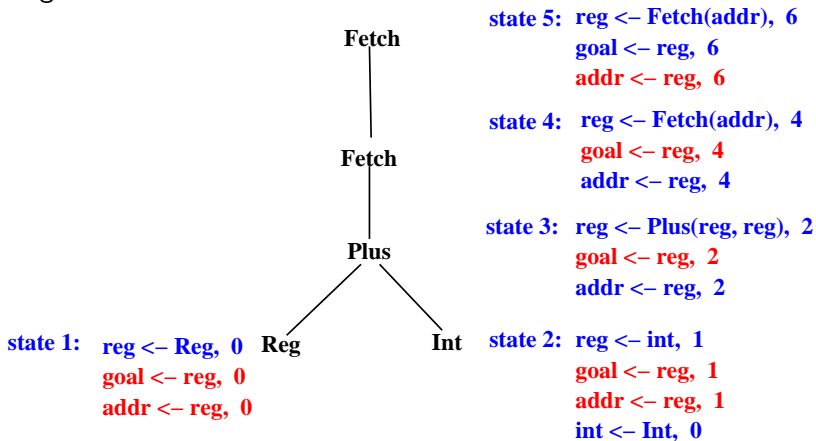 Fetch
state 5: reg <– Fetch(addr), 6
goal <– reg, 6
addr <– reg, 6
state 4: reg <– Fetch(addr), 4
goal <– reg, 4
addr <– reg, 4
Fetch
state 3: reg <– Plus(reg, reg), 2
goal <– reg, 2
addr <– reg, 2
Plus
state 1: reg <– Reg, 0
goal <– reg, 0
addr <– reg, 0
Reg
Int
state 2: reg <– int, 1
goal <– reg, 1
addr <– reg, 1
int <– Int, 0